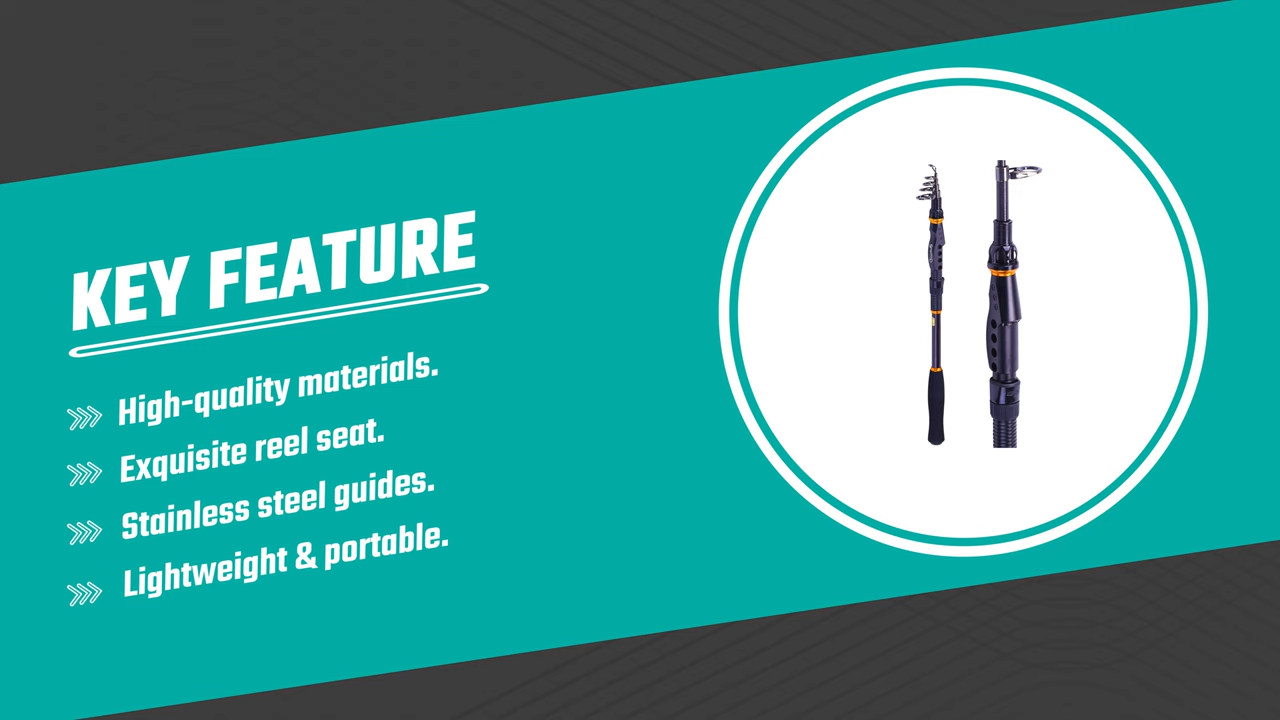 KEY FEATURE
High-quality materials.
Exquisite reel seat.
Stainless steel guides.
Lightweight & portable.